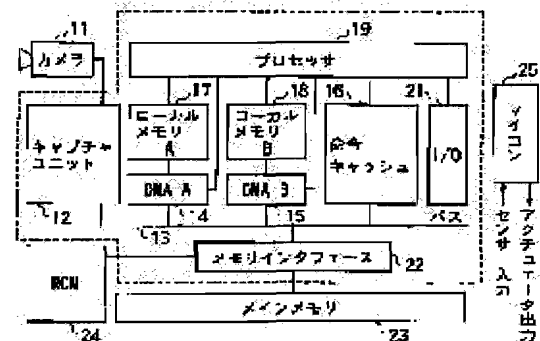 11
カメラ
19
プロセッサ
17
ローカル
メモリ
A
18
ローカル
メモリ
B
16
命令
キャッシュ
21
I/O
25
マイコン
キャプチャ
ユニット
12
DMA A
14
DMA B
15
バス
13
メモリインタフェース
22
センサ入力
アクチュエータ出力
24
メインメモリ
23